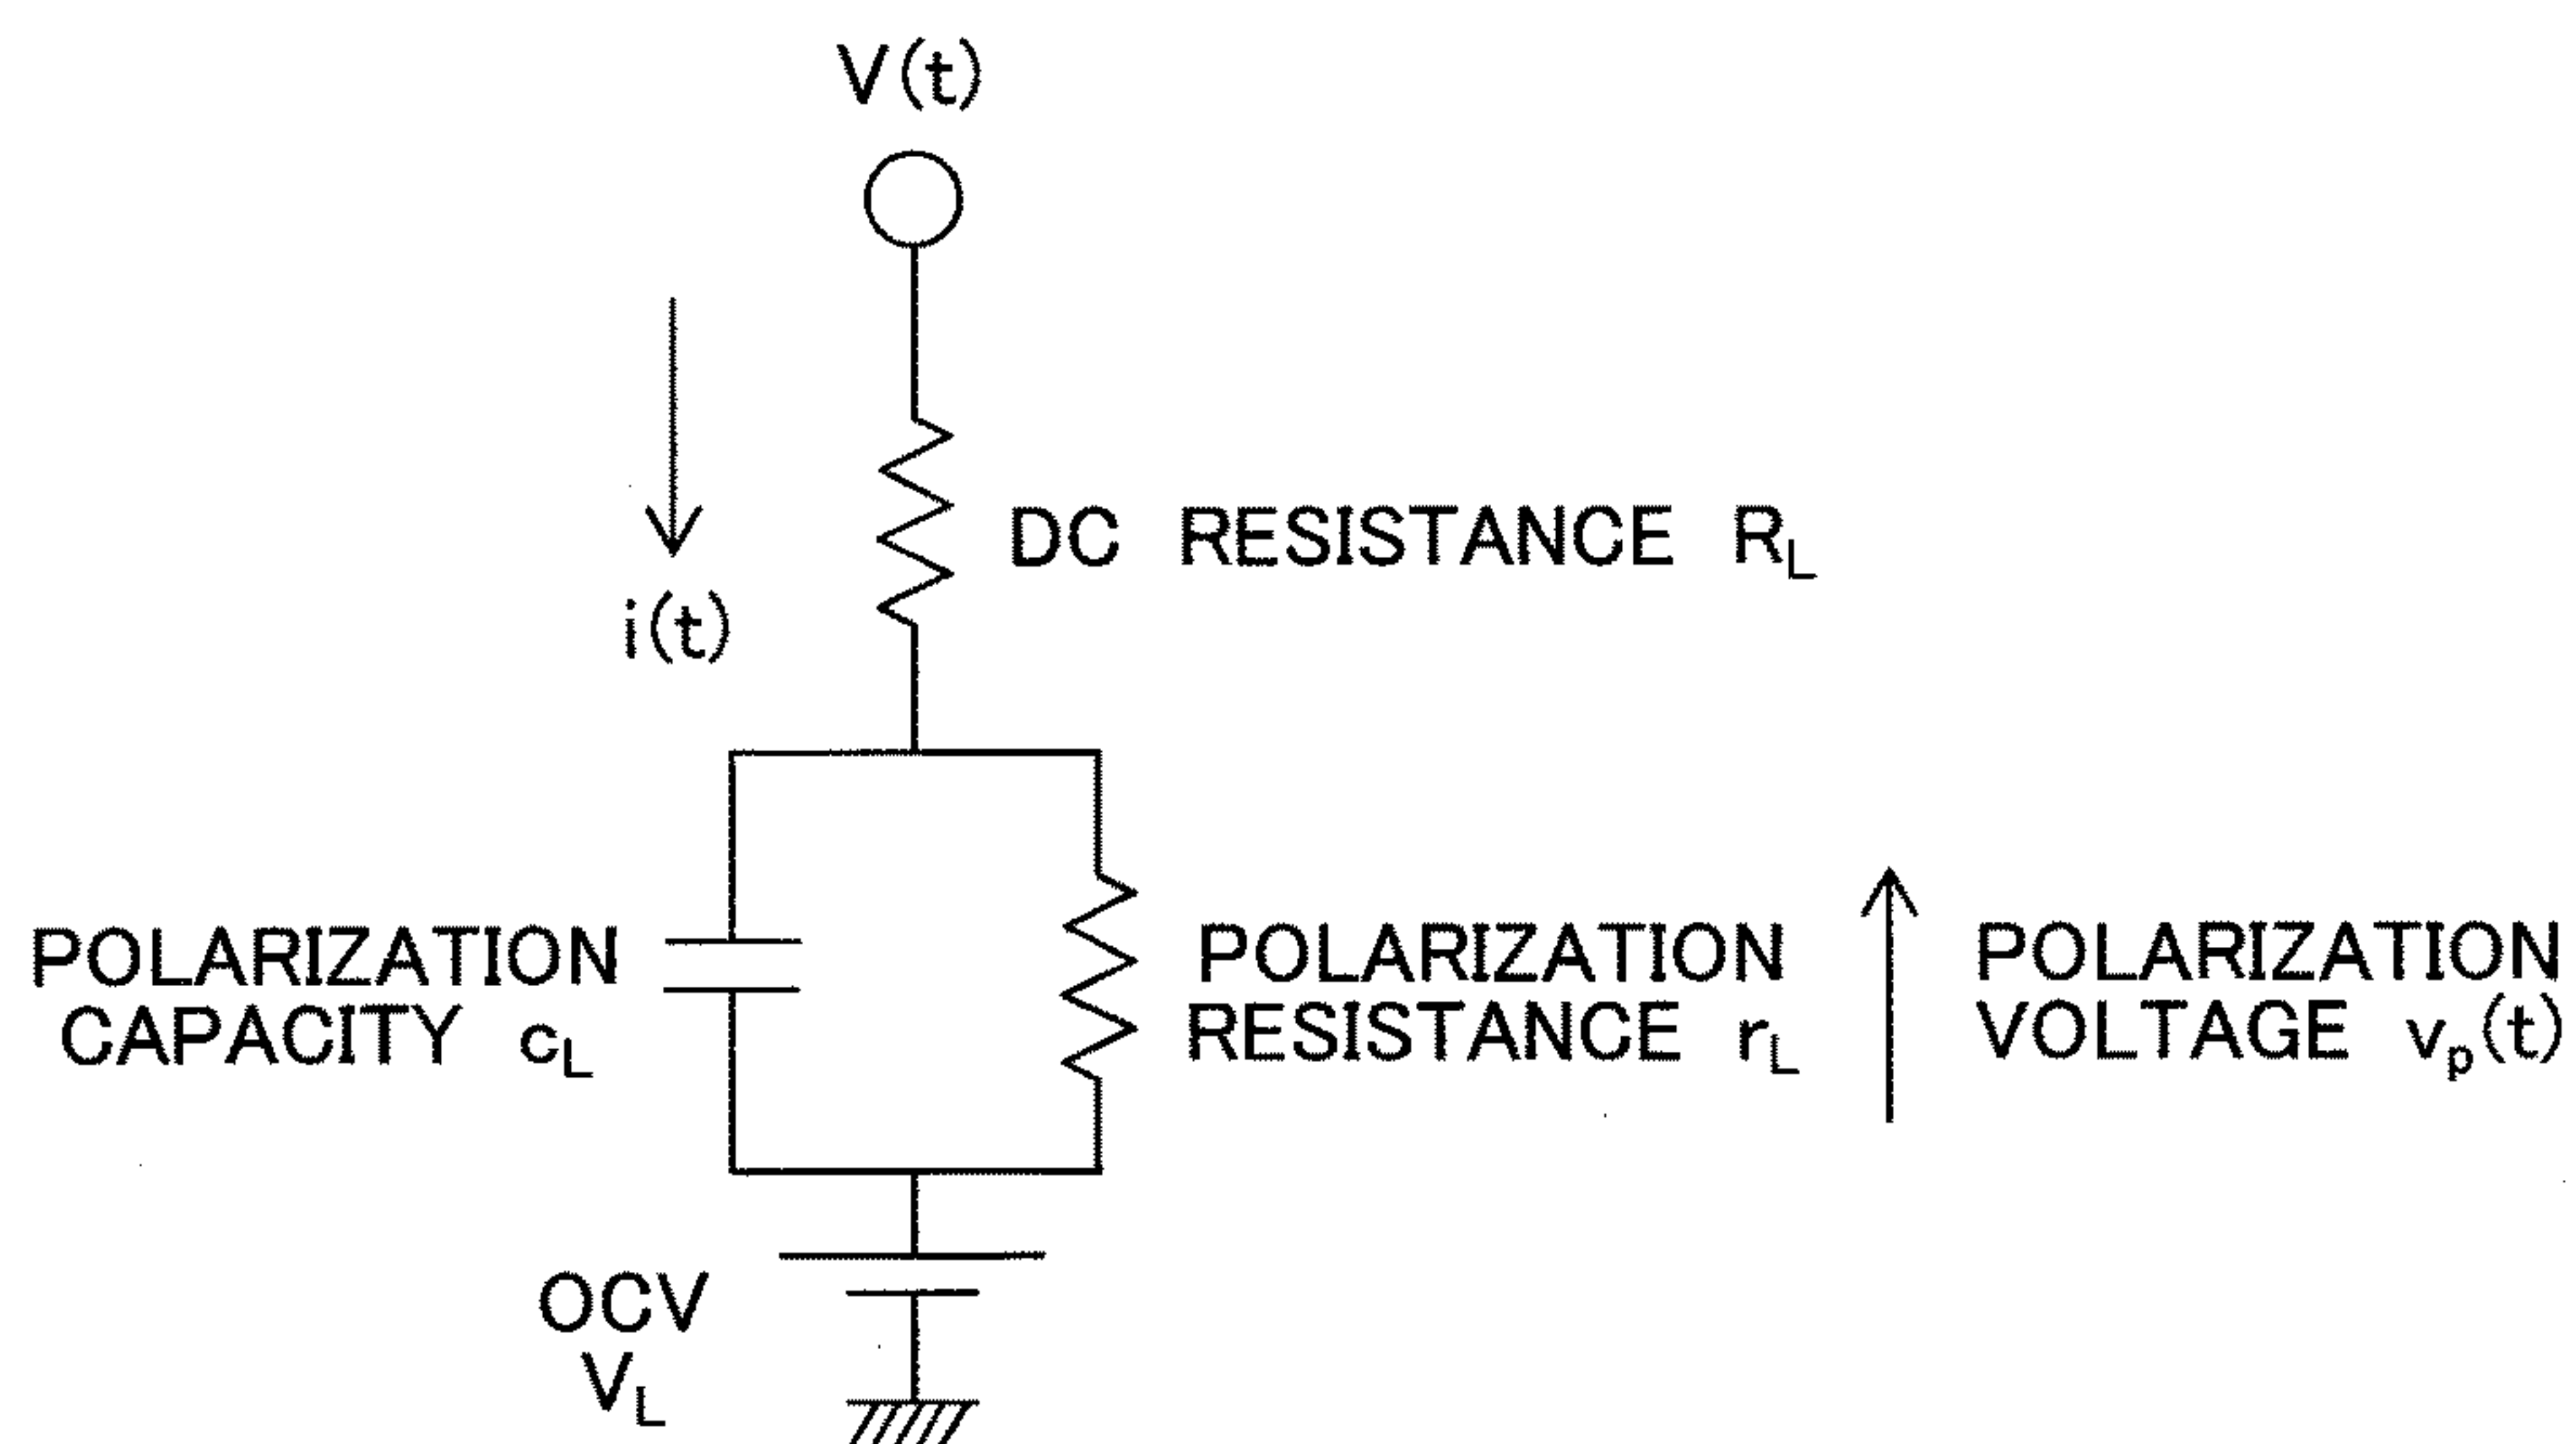 V(t)
DC RESISTANCE R_L
i(t)
POLARIZATION
CAPACITY c_L
POLARIZATION
RESISTANCE r_L
POLARIZATION
VOLTAGE v_p(t)
OCV
V_L